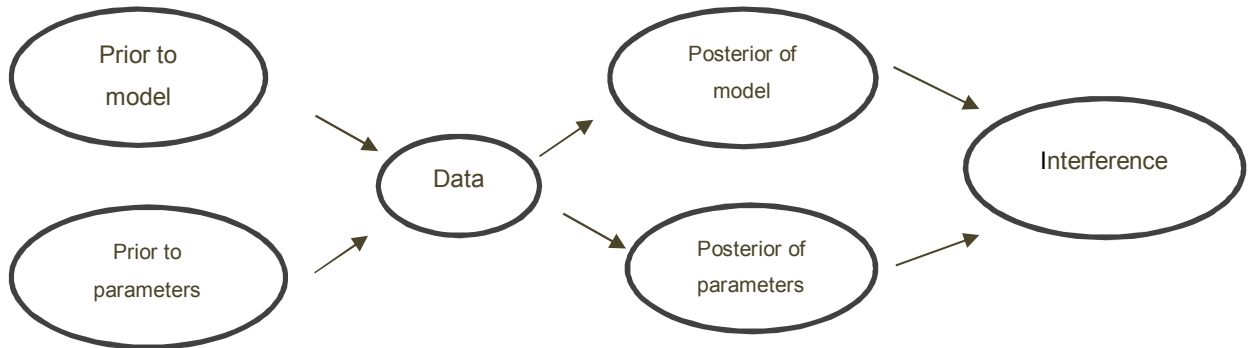 Prior to
model
Prior to
parameters
Data
Posterior of
model
Posterior of
parameters
Interference